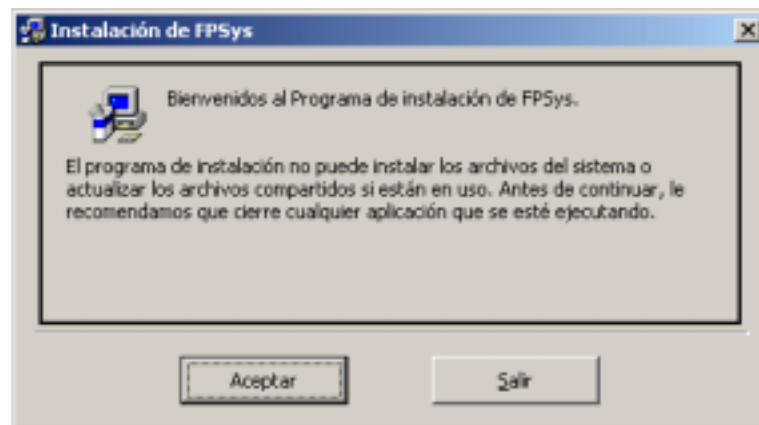 Instalación de FPSys
Bienvenidos al Programa de instalación de FPSys.
El programa de instalación no puede instalar los archivos del sistema o
actualizar los archivos compartidos si están en uso. Antes de continuar, le
recomendamos que cierre cualquier aplicación que se esté ejecutando.
Aceptar
Salir